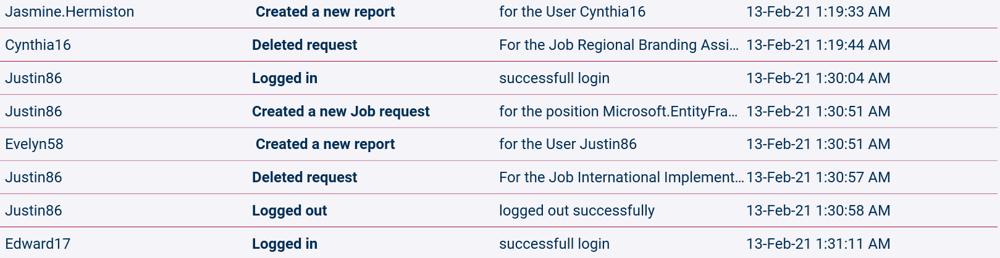 Jasmine.Hermiston Created a new report for the User Cynthia16 13-Feb-21 1:19:33 AM
Cynthia16 Deleted request For the Job Regional Branding Assi... 13-Feb-21 1:19:44 AM
Justin86 Logged in successfull login 13-Feb-21 1:30:04 AM
Justin86 Created a new Job request for the position Microsoft.EntityFra... 13-Feb-21 1:30:51 AM
Evelyn58 Created a new report for the User Justin86 13-Feb-21 1:30:51 AM
Justin86 Deleted request For the Job International Implement... 13-Feb-21 1:30:57 AM
Justin86 Logged out logged out successfully 13-Feb-21 1:30:58 AM
Edward17 Logged in successfull login 13-Feb-21 1:31:11 AM